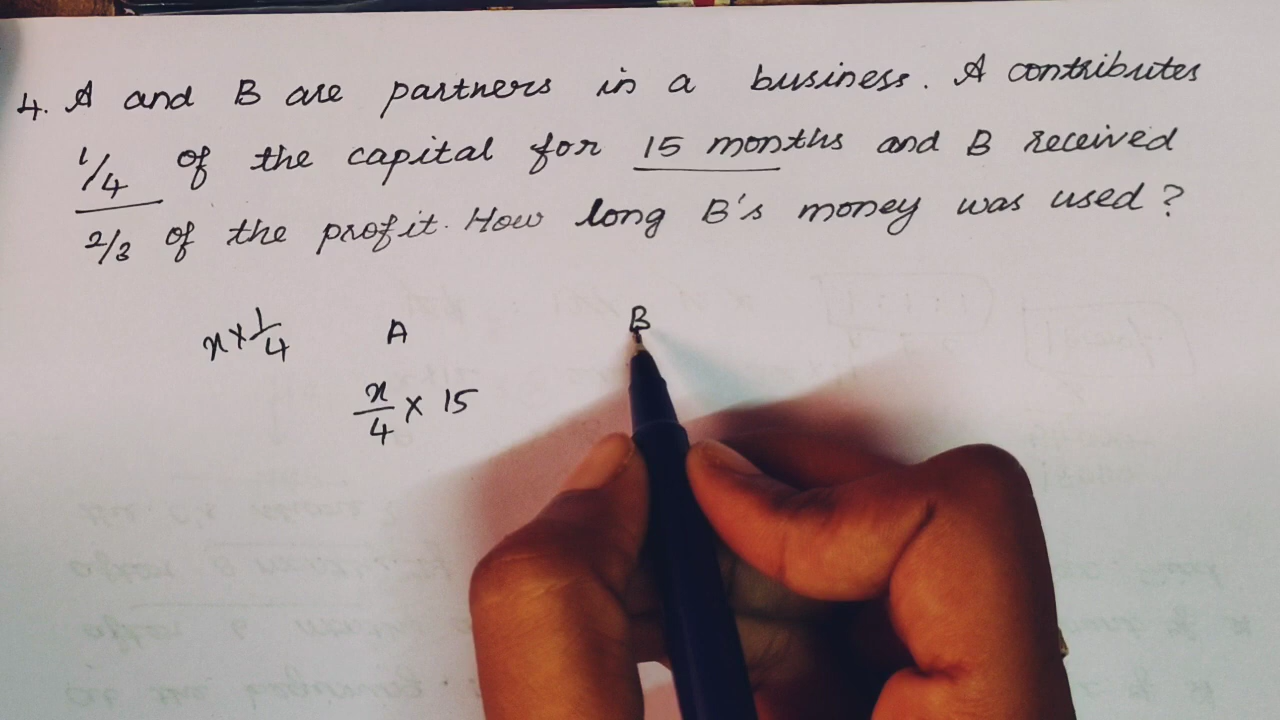 4. A and B are partners in a business. A contributes
1/4 of the capital for 15 months and B received
2/3 of the profit. How long B's money was used?
x × 1/4 A B
x/4 × 15